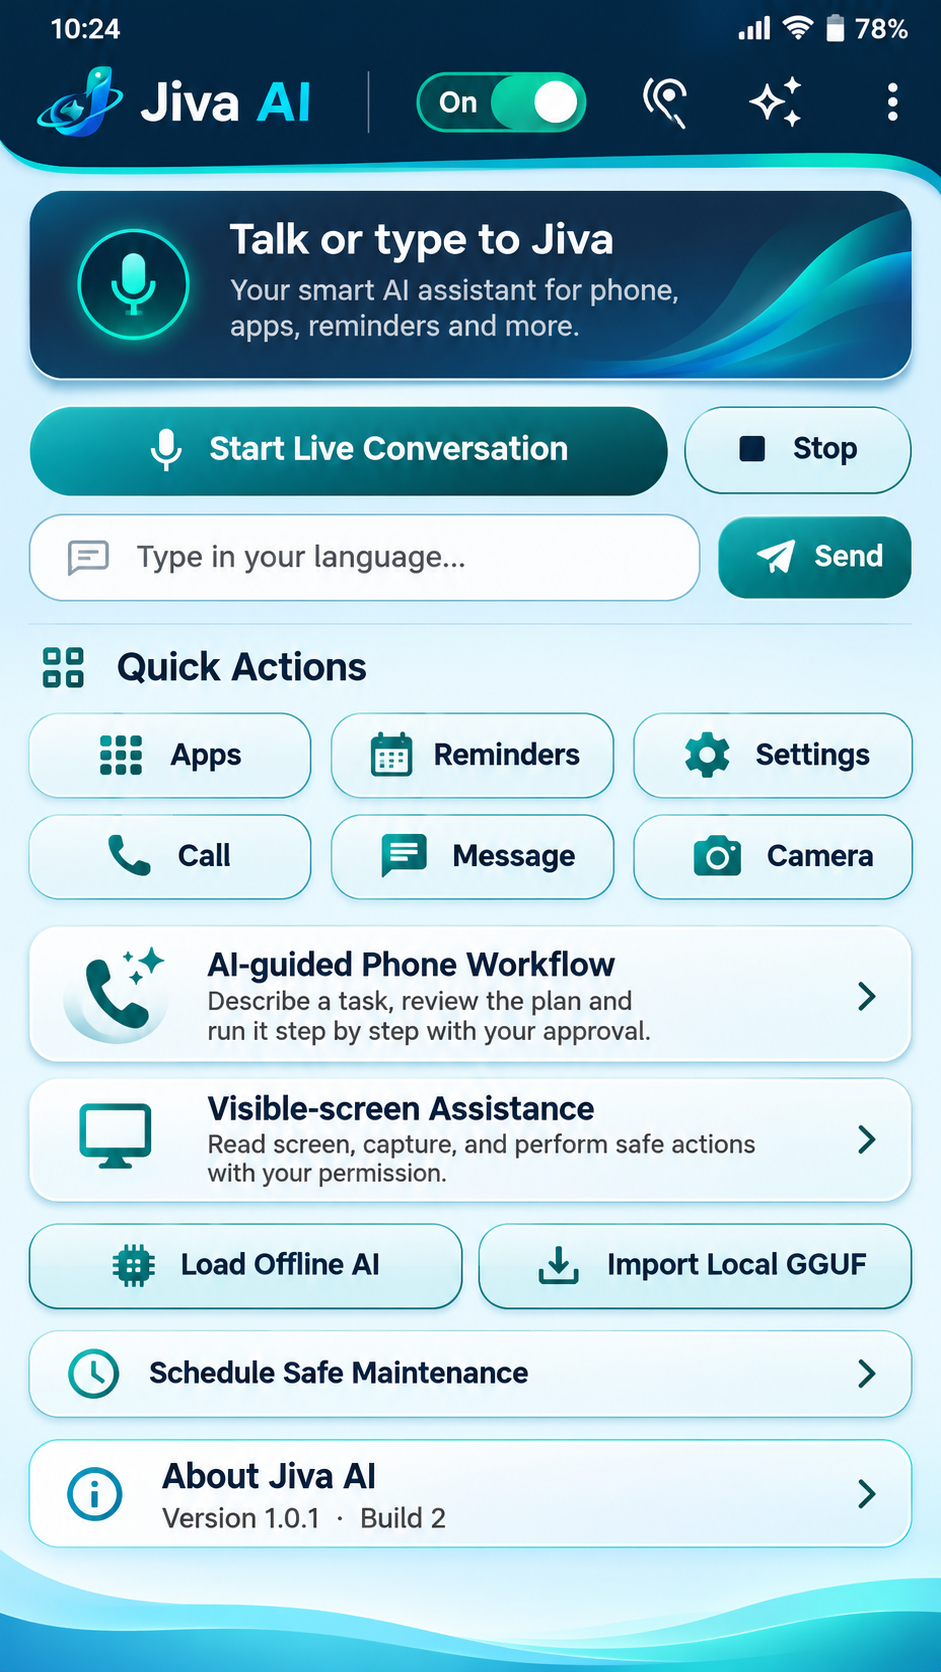 10:24
78%
Jiva AI
On
Talk or type to Jiva
Your smart AI assistant for phone,
apps, reminders and more.
Start Live Conversation
Stop
Type in your language...
Send
Quick Actions
Apps
Reminders
Settings
Call
Message
Camera
AI-guided Phone Workflow
Describe a task, review the plan and
run it step by step with your approval.
Visible-screen Assistance
Read screen, capture, and perform safe actions
with your permission.
Load Offline AI
Import Local GGUF
Schedule Safe Maintenance
About Jiva AI
Version 1.0.1 · Build 2